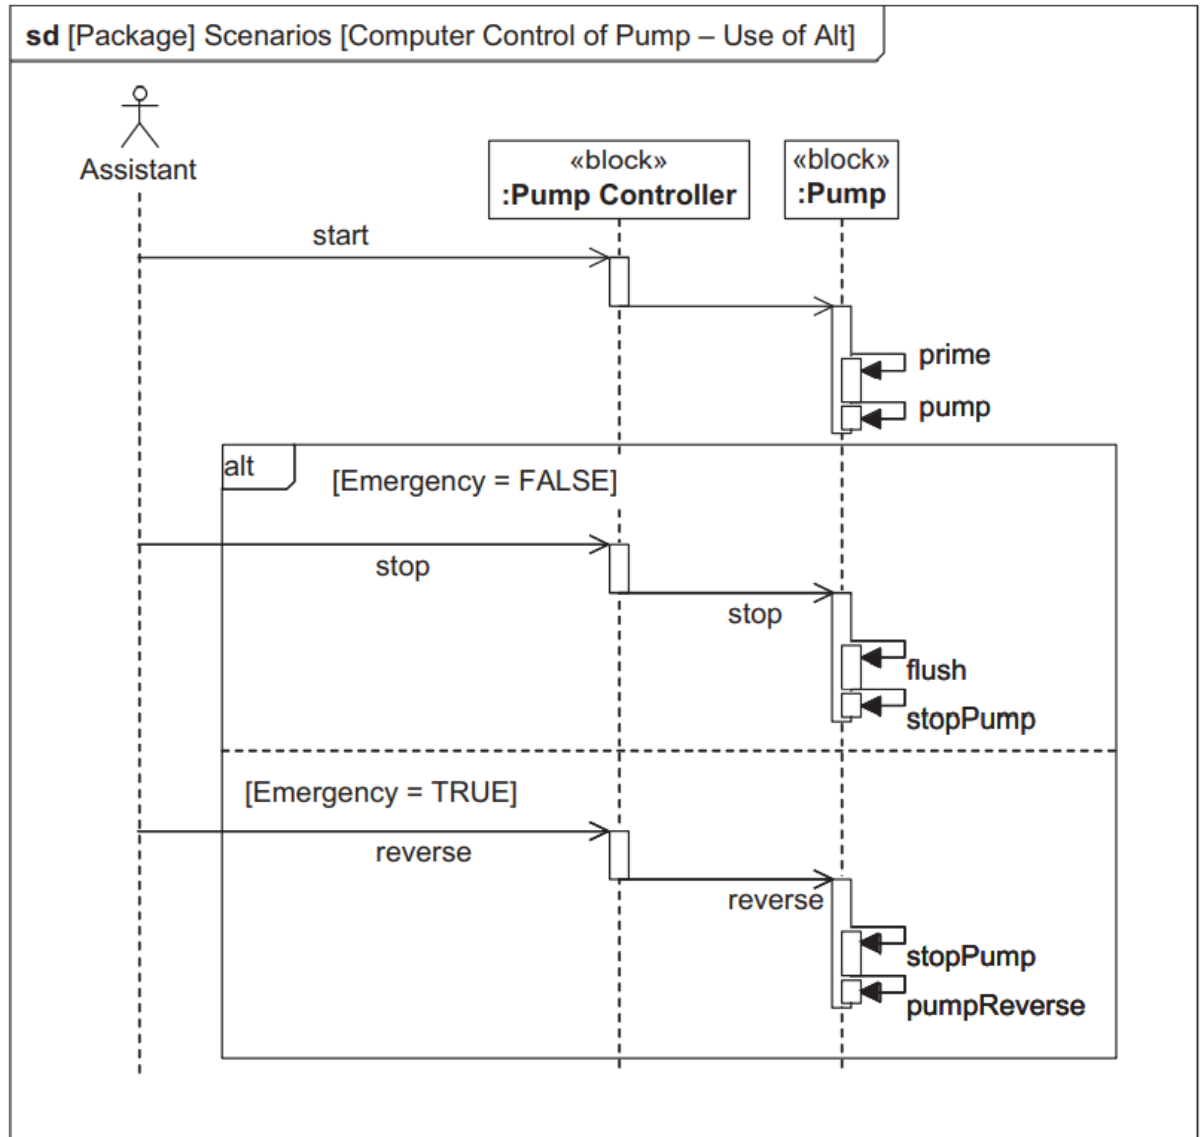 sd [Package] Scenarios [Computer Control of Pump – Use of Alt]
Assistant
«block»
:Pump Controller
«block»
:Pump
start
prime
pump
alt
[Emergency = FALSE]
stop
stop
flush
stopPump
[Emergency = TRUE]
reverse
reverse
stopPump
pumpReverse